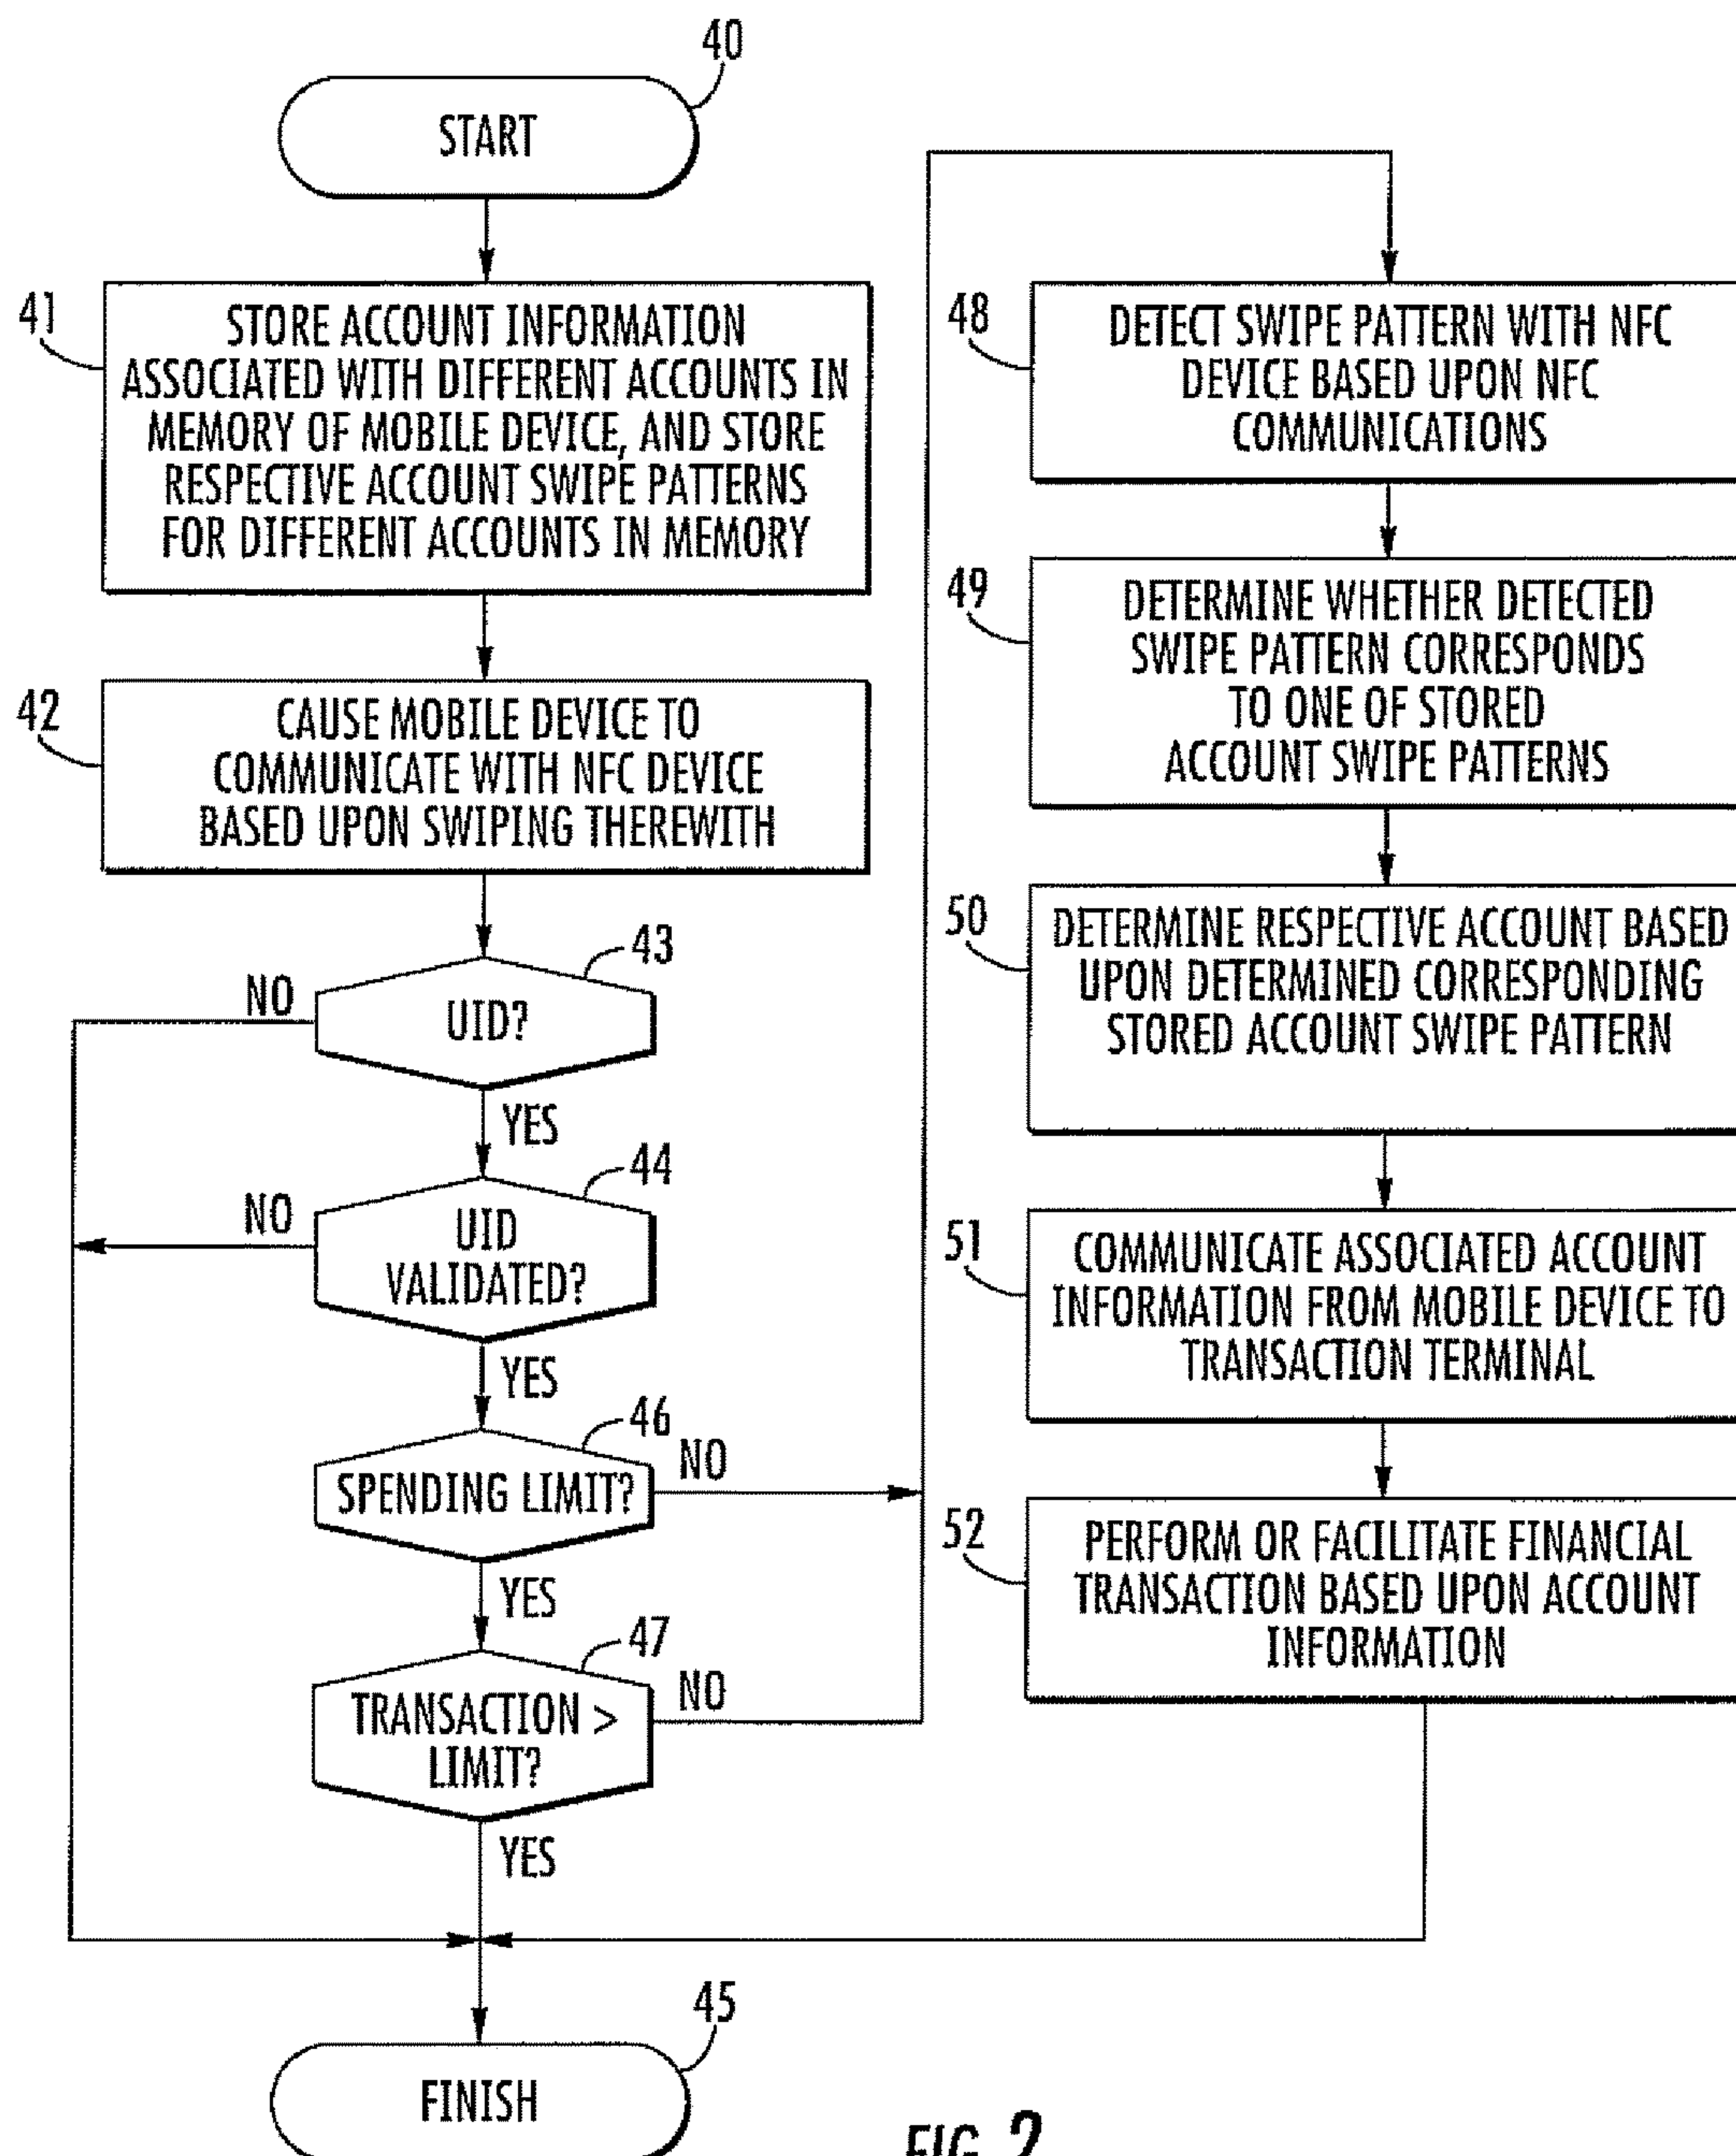 40
START
41
STORE ACCOUNT INFORMATION
ASSOCIATED WITH DIFFERENT ACCOUNTS IN
MEMORY OF MOBILE DEVICE, AND STORE
RESPECTIVE ACCOUNT SWIPE PATTERNS
FOR DIFFERENT ACCOUNTS IN MEMORY
42
CAUSE MOBILE DEVICE TO
COMMUNICATE WITH NFC DEVICE
BASED UPON SWIPING THEREWITH
43
NO
UID?
YES
44
NO
UID
VALIDATED?
YES
46
NO
SPENDING LIMIT?
YES
47
NO
TRANSACTION >
LIMIT?
YES
48
DETECT SWIPE PATTERN WITH NFC
DEVICE BASED UPON NFC
COMMUNICATIONS
49
DETERMINE WHETHER DETECTED
SWIPE PATTERN CORRESPONDS
TO ONE OF STORED
ACCOUNT SWIPE PATTERNS
50
DETERMINE RESPECTIVE ACCOUNT BASED
UPON DETERMINED CORRESPONDING
STORED ACCOUNT SWIPE PATTERN
51
COMMUNICATE ASSOCIATED ACCOUNT
INFORMATION FROM MOBILE DEVICE TO
TRANSACTION TERMINAL
52
PERFORM OR FACILITATE FINANCIAL
TRANSACTION BASED UPON ACCOUNT
INFORMATION
45
FINISH
FIG. 2